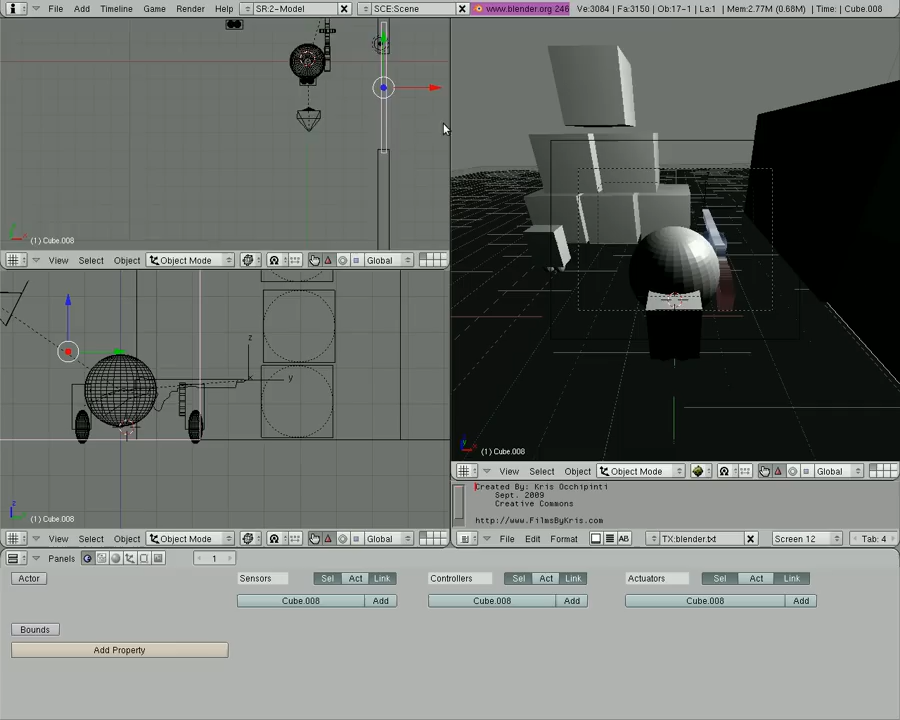 File Add Timeline Game Render Help SR:2-Model SCE:Scene www.blender.org 246 Ve:3084 | Fa:3150 | Ob:17-1 | La:1 | Mem:2.77M (0.68M) | Time: | Cube.008
(1) Cube.008
View Select Object Object Mode Global
z
y
x
z
(1) Cube.008
View Select Object Object Mode Global
y
(1) Cube.008
View Select Object Object Mode Global
Created By: Kris Occhipinti
Sept. 2009
Creative Commons
http://www.FilmsByKris.com
File Edit Format AB TX:blender.txt Screen 12 Tab: 4
Panels 1
Actor Sensors Sel Act Link Controllers Sel Act Link Actuators Sel Act Link
Cube.008 Add Cube.008 Add Cube.008 Add
Bounds
Add Property